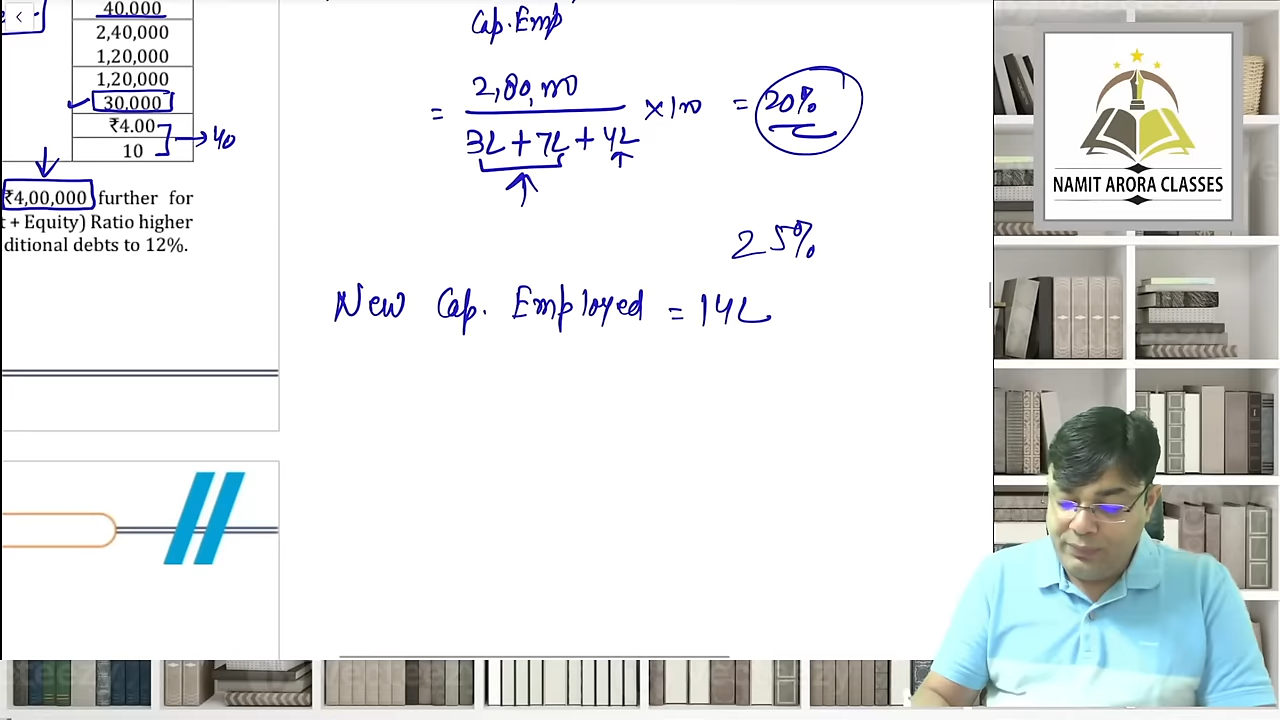 40,000
2,40,000
1,20,000
1,20,000
30,000
₹4.00
10
→ 40
₹4,00,000 further for
t + Equity) Ratio higher
ditional debts to 12%.
Cap. Emp
= 2,80,000 / 3L + 7L + 4L × 100 = 20%
25%
New Cap. Employed = 14L
NAMIT ARORA CLASSES